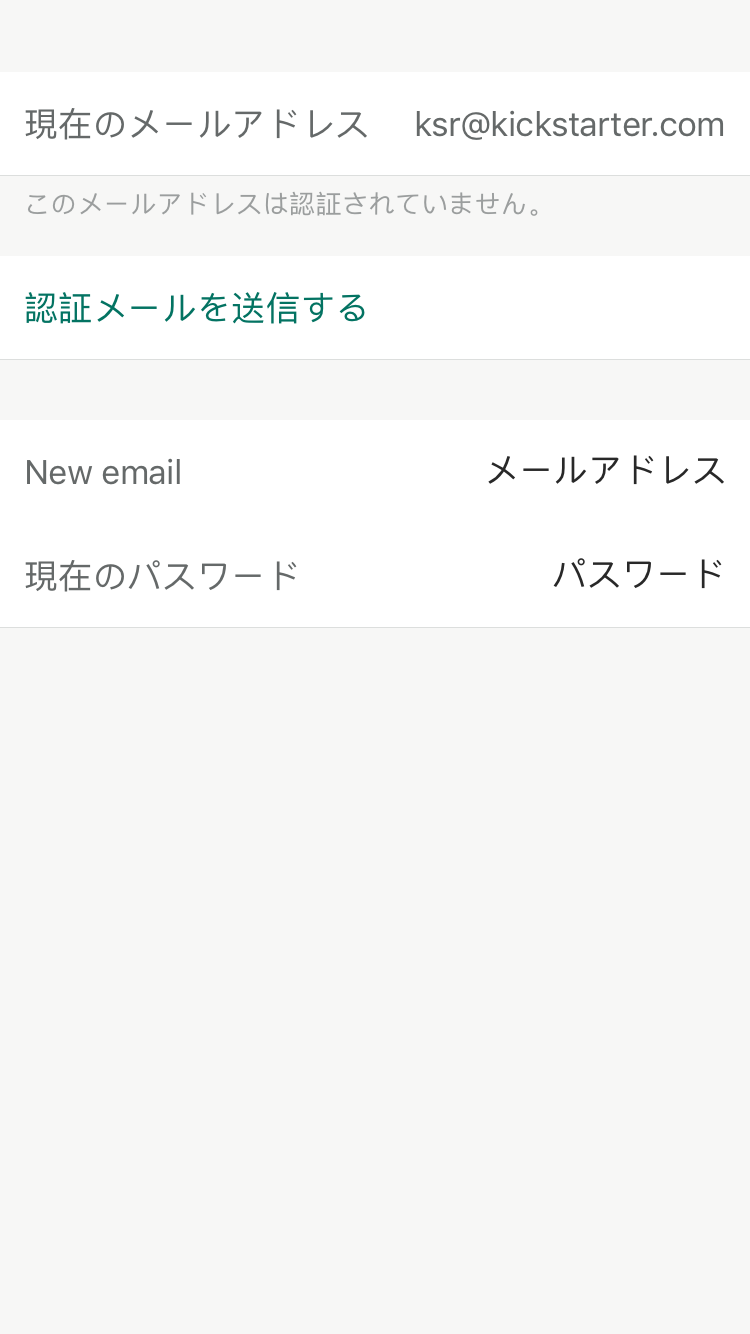 現在のメールアドレス ksr@kickstarter.com
このメールアドレスは認証されていません。
認証メールを送信する
New email メールアドレス
現在のパスワード パスワード